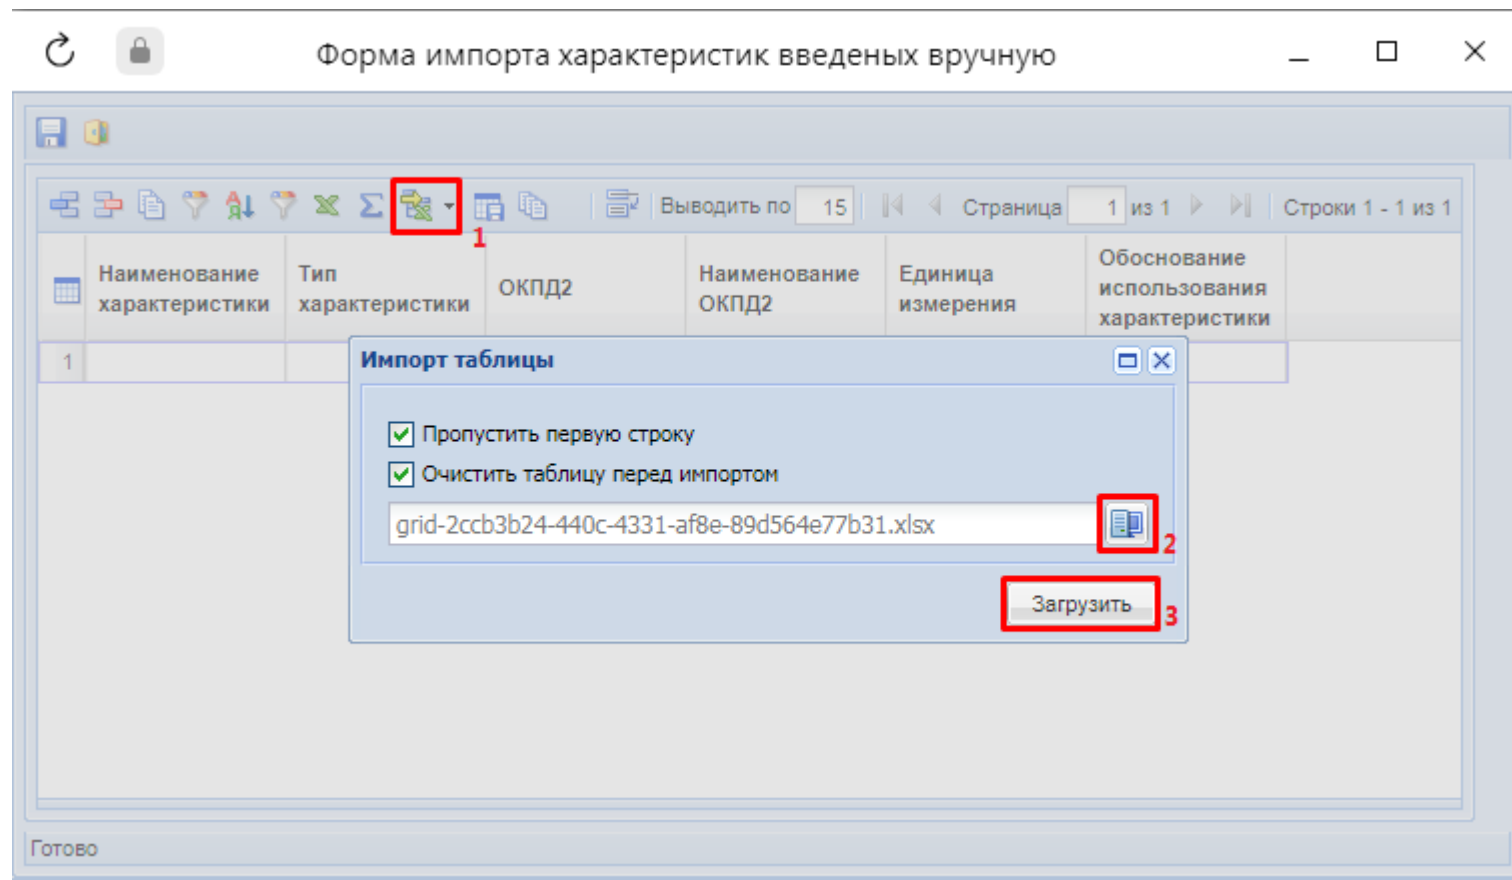 Форма импорта характеристик введеных вручную
Выводить по 15 Страница 1 из 1 Строки 1 - 1 из 1
1
Наименование характеристики Тип характеристики ОКПД2 Наименование ОКПД2 Единица измерения Обоснование использования характеристики
1
Импорт таблицы
Пропустить первую строку
Очистить таблицу перед импортом
grid-2ccb3b24-440c-4331-af8e-89d564e77b31.xlsx
2
Загрузить
3
Готово